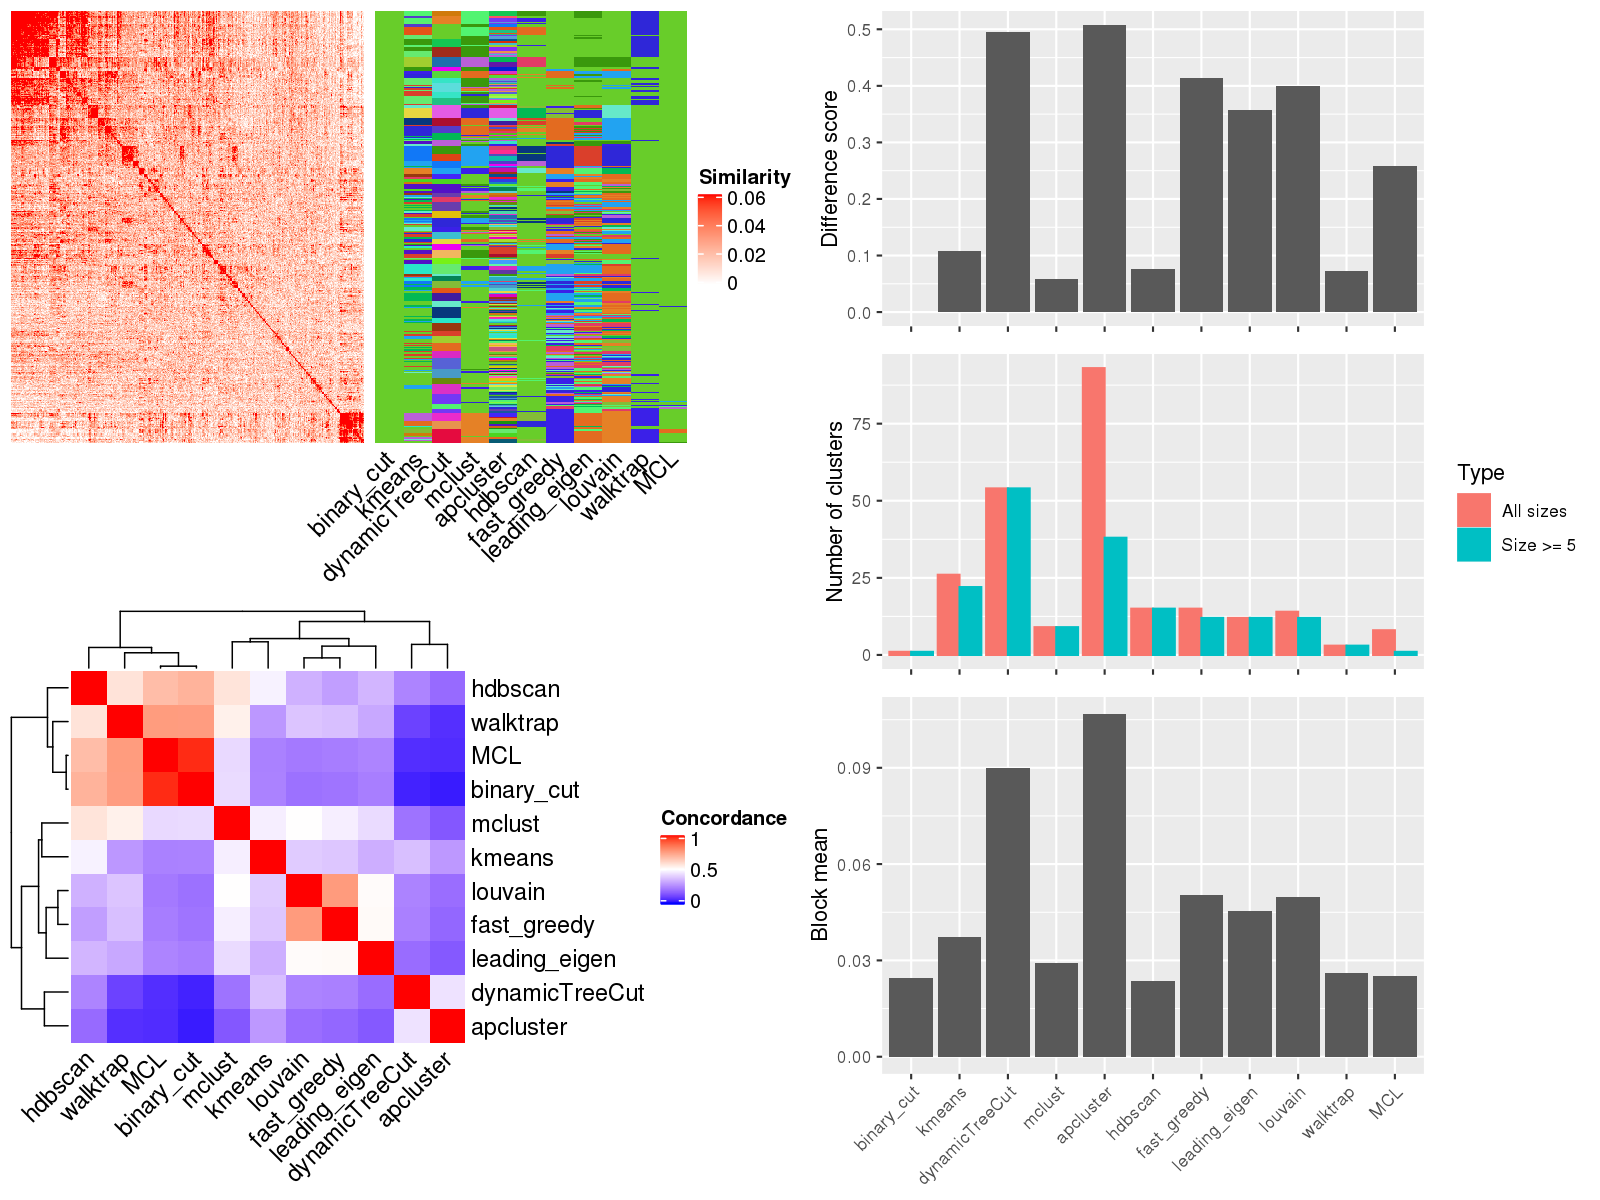 Similarity
0.06
0.04
0.02
0
binary_cut
kmeans
dynamicTreeCut
mclust
apcluster
hdbscan
fast_greedy
leading_eigen
louvain
walktrap
MCL
hdbscan
walktrap
MCL
binary_cut
mclust
kmeans
louvain
fast_greedy
leading_eigen
dynamicTreeCut
apcluster
hdbscan
walktrap
MCL
binary_cut
mclust
kmeans
louvain
fast_greedy
leading_eigen
dynamicTreeCut
apcluster
Concordance
1
0.5
0
Difference score
0.5
0.4
0.3
0.2
0.1
0.0
Number of clusters
75
50
25
0
Type
All sizes
Size >= 5
Block mean
0.09
0.06
0.03
0.00
binary_cut
kmeans
dynamicTreeCut
mclust
apcluster
hdbscan
fast_greedy
leading_eigen
louvain
walktrap
MCL